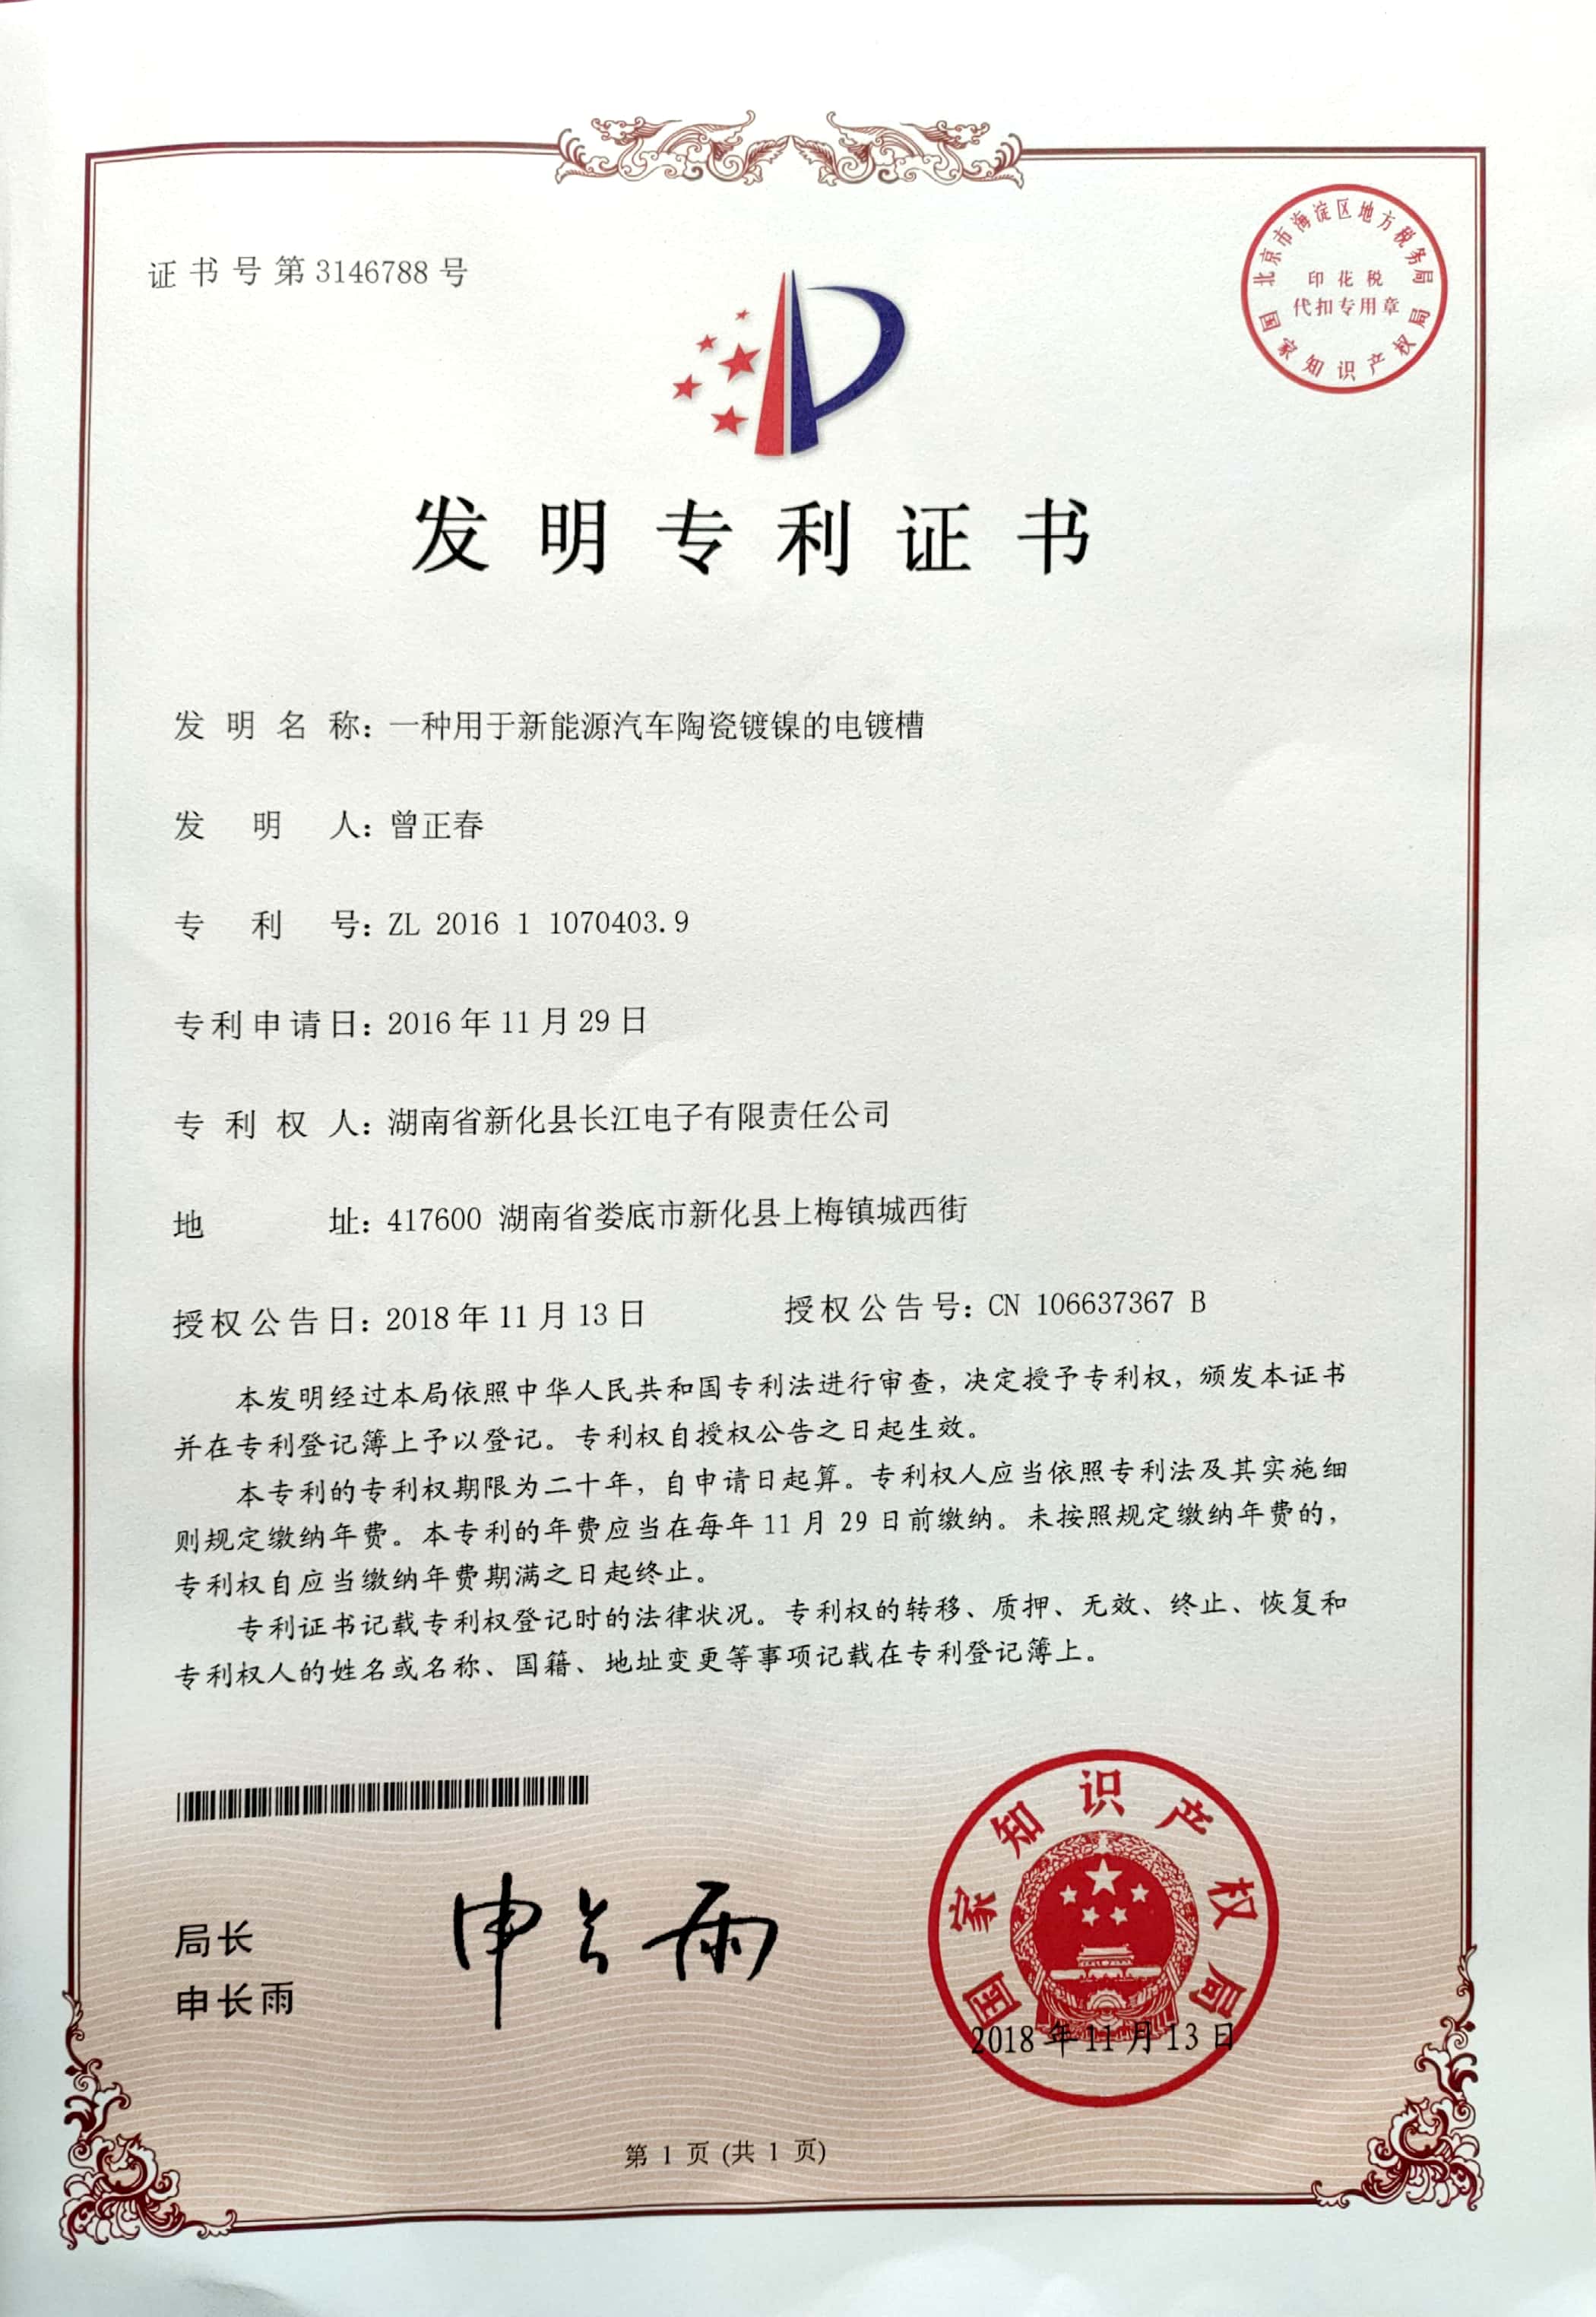 证书号第3146788号
北京市海淀区地方税务局
印花税
代扣专用章
国家知识产权局
发明专利证书
发明名称：一种用于新能源汽车陶瓷镀镍的电镀槽
发明人：曾正春
专利号：ZL 2016 1 1070403.9
专利申请日：2016年11月29日
专利权人：湖南省新化县长江电子有限责任公司
地址：417600 湖南省娄底市新化县上梅镇城西街
授权公告日：2018年11月13日 授权公告号：CN 106637367 B
本发明经过本局依照中华人民共和国专利法进行审查，决定授予专利权，颁发本证书
并在专利登记簿上予以登记。专利权自授权公告之日起生效。
本专利的专利权期限为二十年，自申请日起算。专利权人应当依照专利法及其实施细
则规定缴纳年费。本专利的年费应当在每年11月29日前缴纳。未按照规定缴纳年费的，
专利权自应当缴纳年费期满之日起终止。
专利证书记载专利权登记时的法律状况。专利权的转移、质押、无效、终止、恢复和
专利权人的姓名或名称、国籍、地址变更等事项记载在专利登记簿上。
局长
申长雨
申长雨
国家知识产权局
2018年11月13日
第 1 页 (共 1 页)